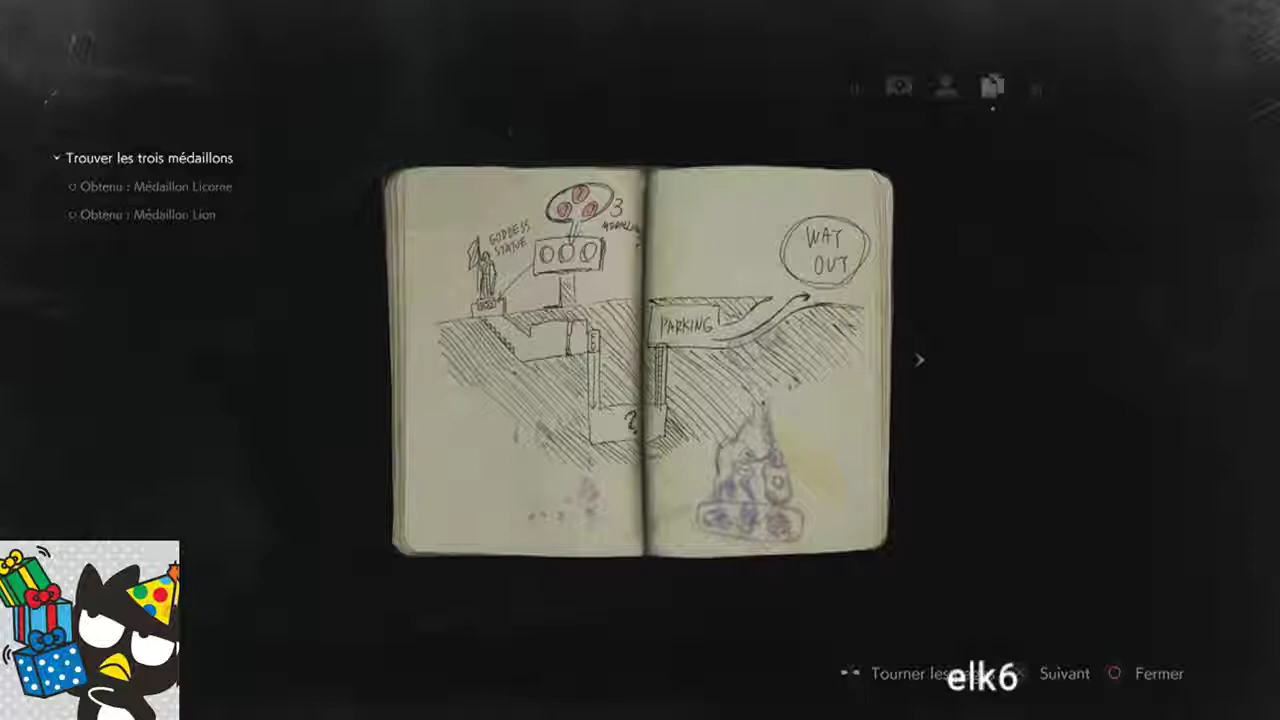 Trouver les trois médaillons
Obtenu : Médaillon Licorne
Obtenu : Médaillon Lion
GODDESS
STATUE
3
WAY
OUT
PARKING
?
Tourner les
elk6
Suivant
Fermer